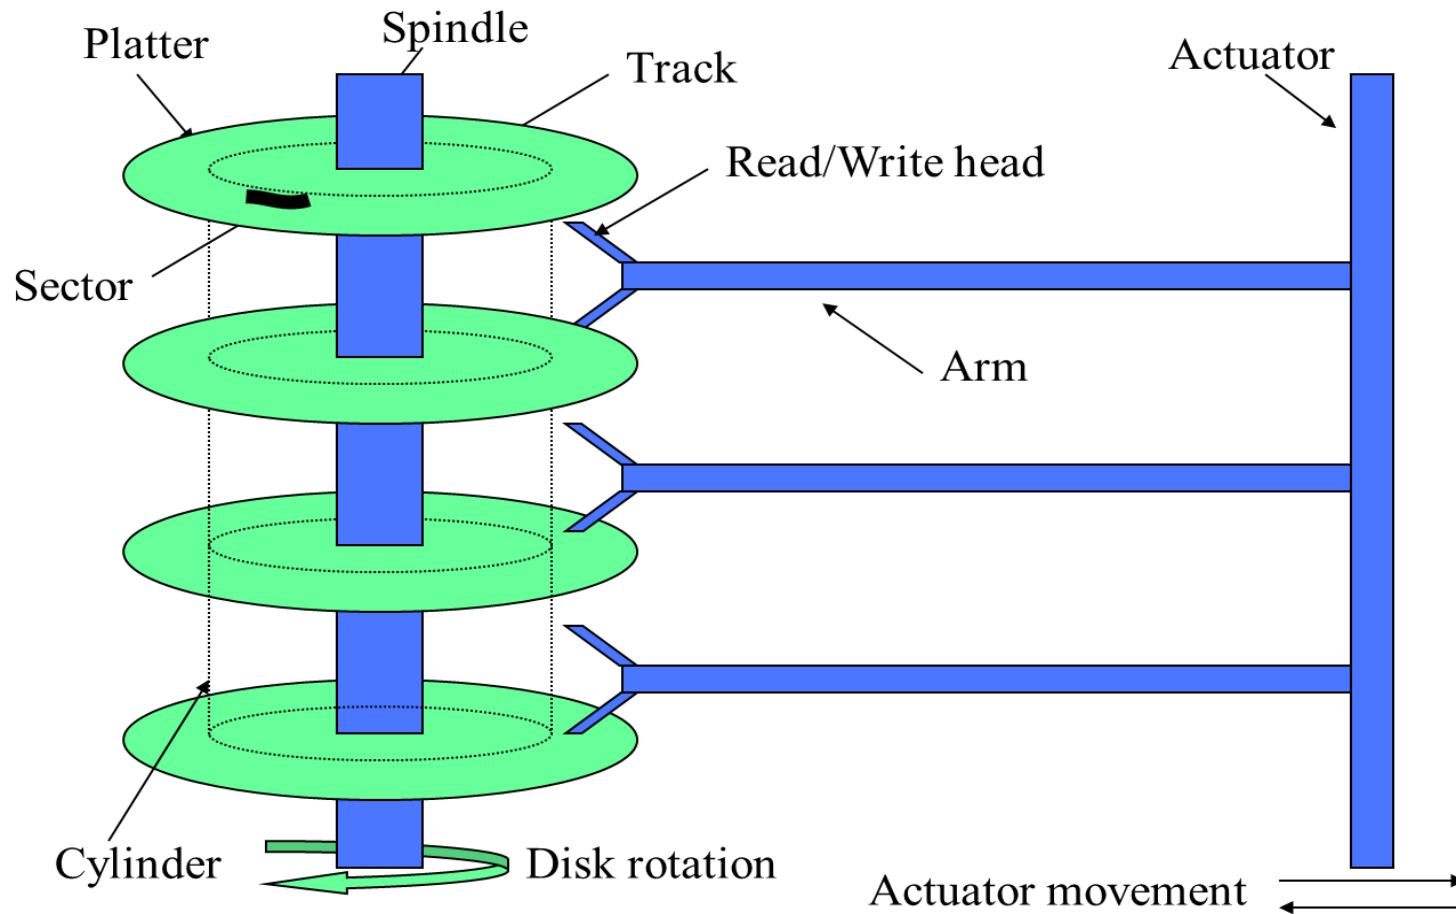 Spindle
Platter
Track
Actuator
Read/Write head
Sector
Arm
Cylinder
Disk rotation
Actuator movement